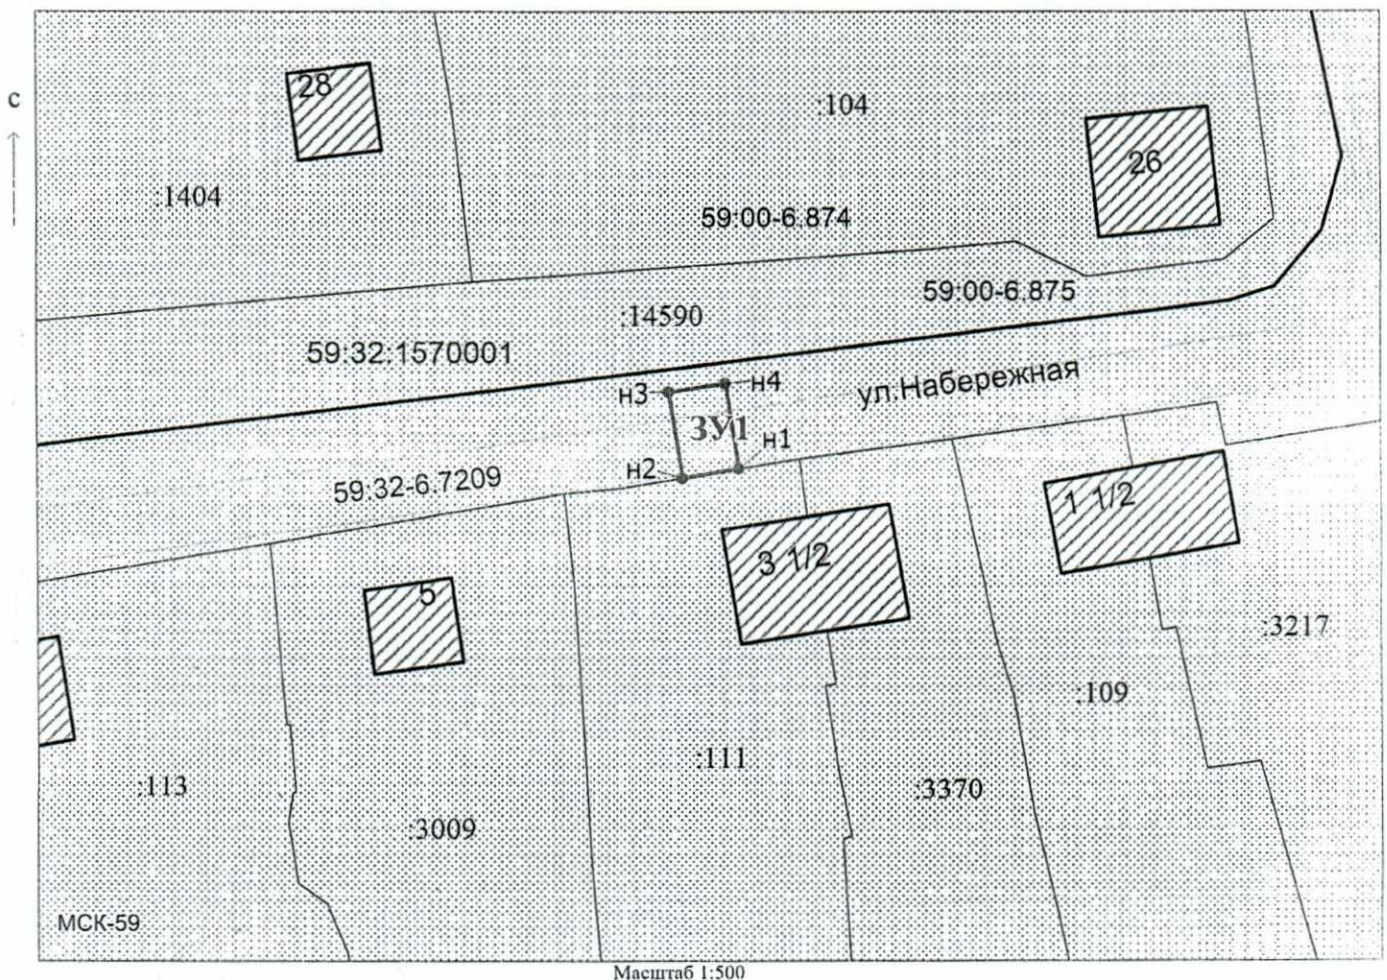 28
:104
с
26
:1404
59:00-6.874
59:00-6.875
:14590
59:32:1570001
н3
н4
ул.Набережная
ЗУ1
н1
н2
59:32-6.7209
1 1/2
3 1/2
5
:3217
:109
:111
:113
:3370
:3009
МСК-59
Масштаб 1:500